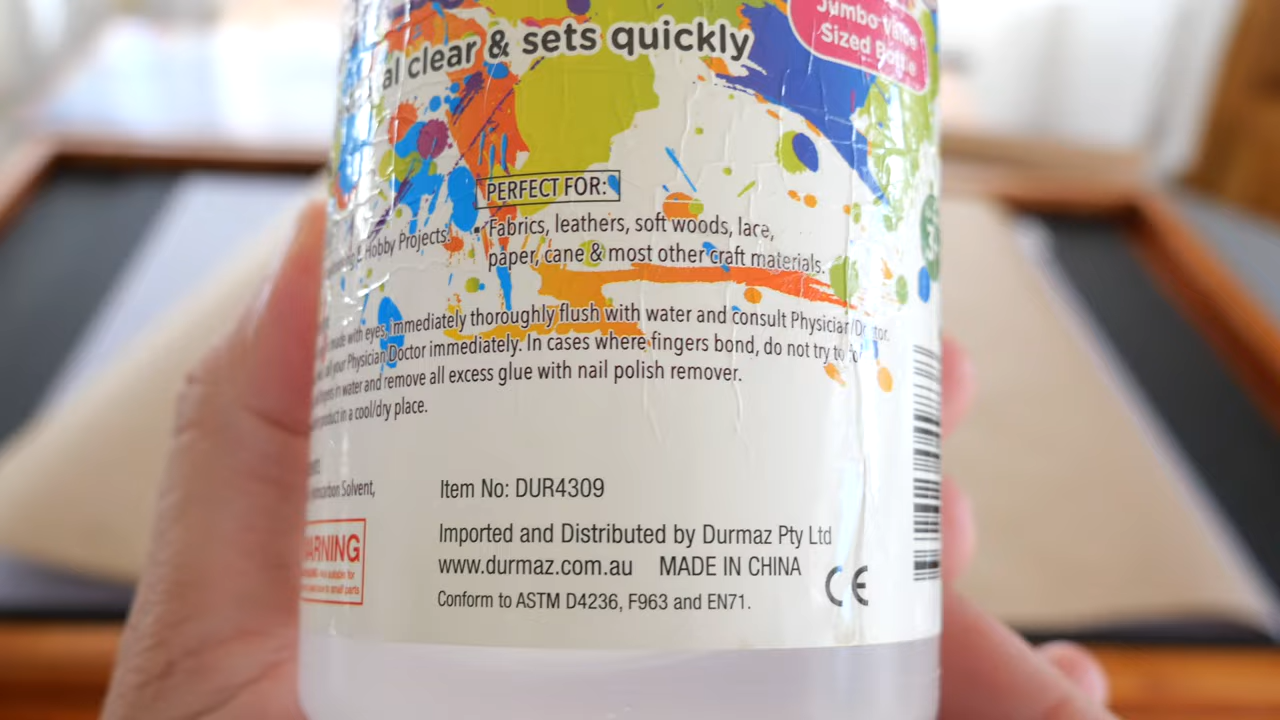 Jumbo Value
Sized Bottle
al clear & sets quickly
PERFECT FOR:
& Hobby Projects.
• Fabrics, leathers, soft woods, lace,
paper, cane & most other craft materials.
made with eyes, immediately thoroughly flush with water and consult Physician/Doctor.
your Physician Doctor immediately. In cases where fingers bond, do not try to
in water and remove all excess glue with nail polish remover.
product in a cool/dry place.
Solvent,
WARNING
small parts
Item No: DUR4309
Imported and Distributed by Durmaz Pty Ltd
www.durmaz.com.au MADE IN CHINA
Conform to ASTM D4236, F963 and EN71.
CE